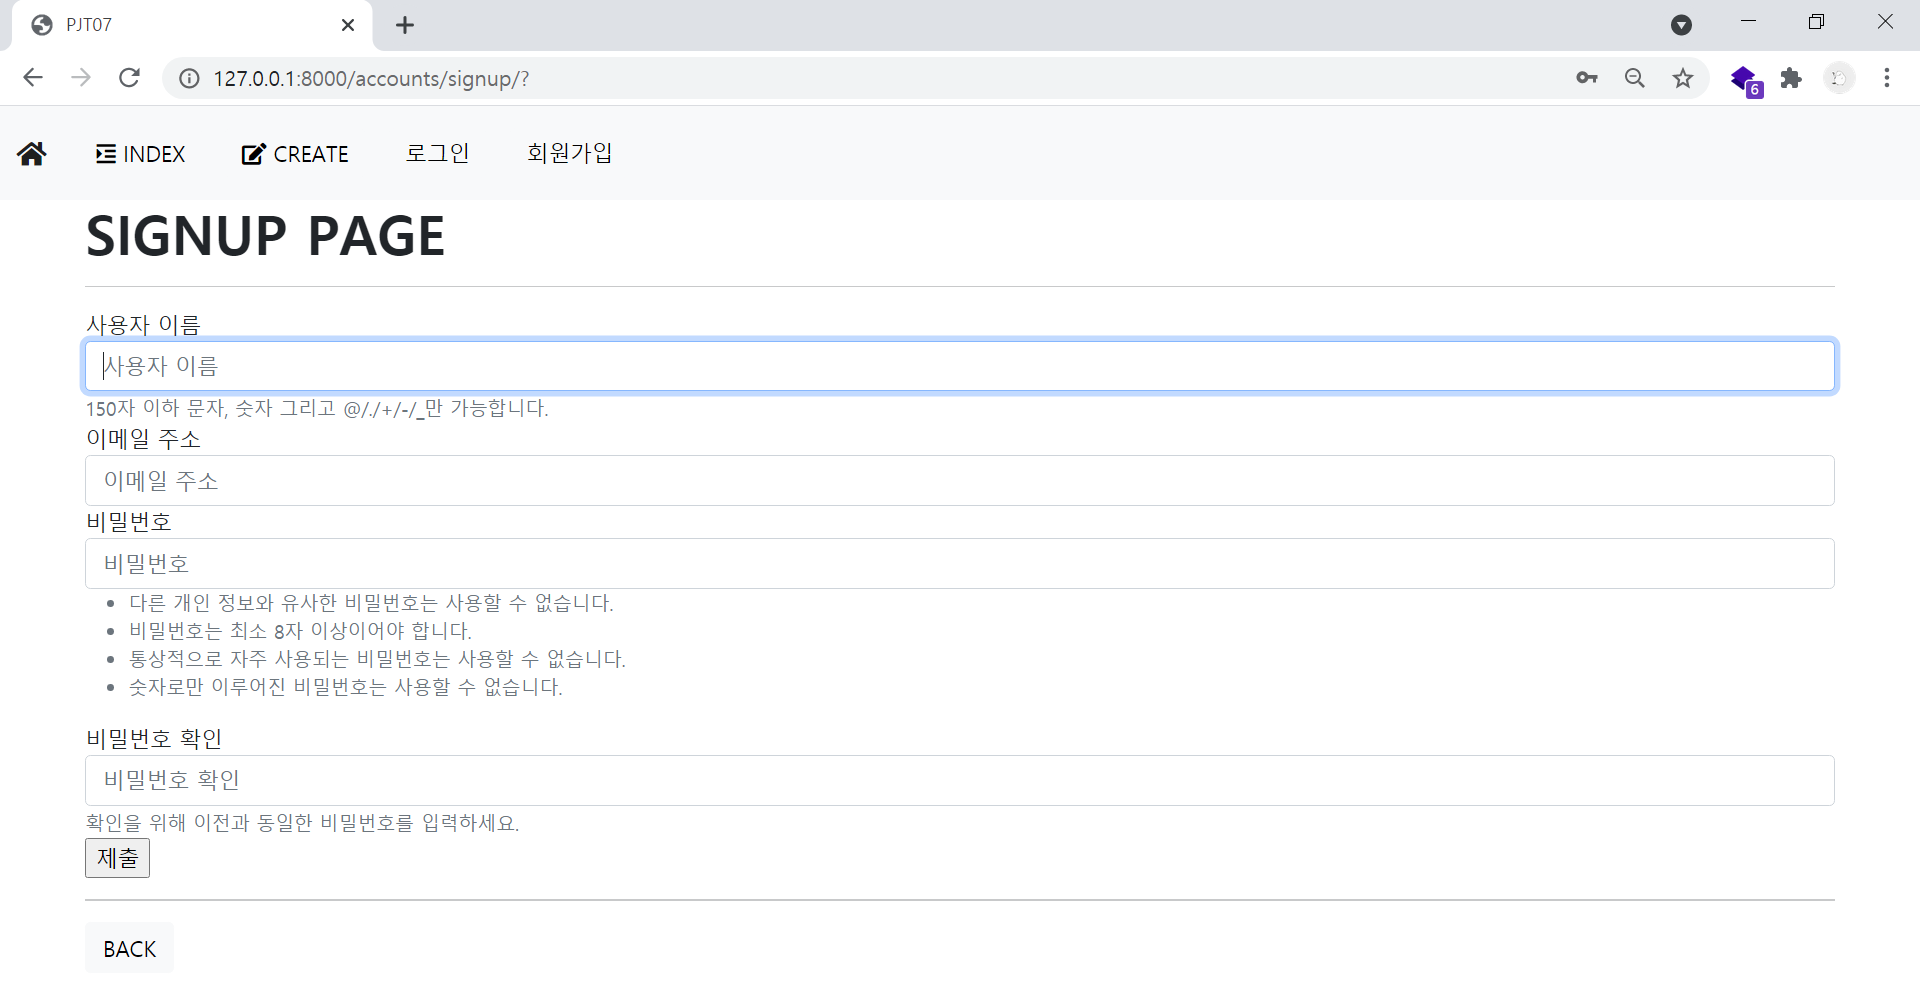 PJT07
127.0.0.1:8000/accounts/signup/?
6
INDEX CREATE 로그인 회원가입
SIGNUP PAGE
사용자 이름
사용자 이름
150자 이하 문자, 숫자 그리고 @/./+/-/_만 가능합니다.
이메일 주소
이메일 주소
비밀번호
비밀번호
다른 개인 정보와 유사한 비밀번호는 사용할 수 없습니다.
비밀번호는 최소 8자 이상이어야 합니다.
통상적으로 자주 사용되는 비밀번호는 사용할 수 없습니다.
숫자로만 이루어진 비밀번호는 사용할 수 없습니다.
비밀번호 확인
비밀번호 확인
확인을 위해 이전과 동일한 비밀번호를 입력하세요.
제출
BACK